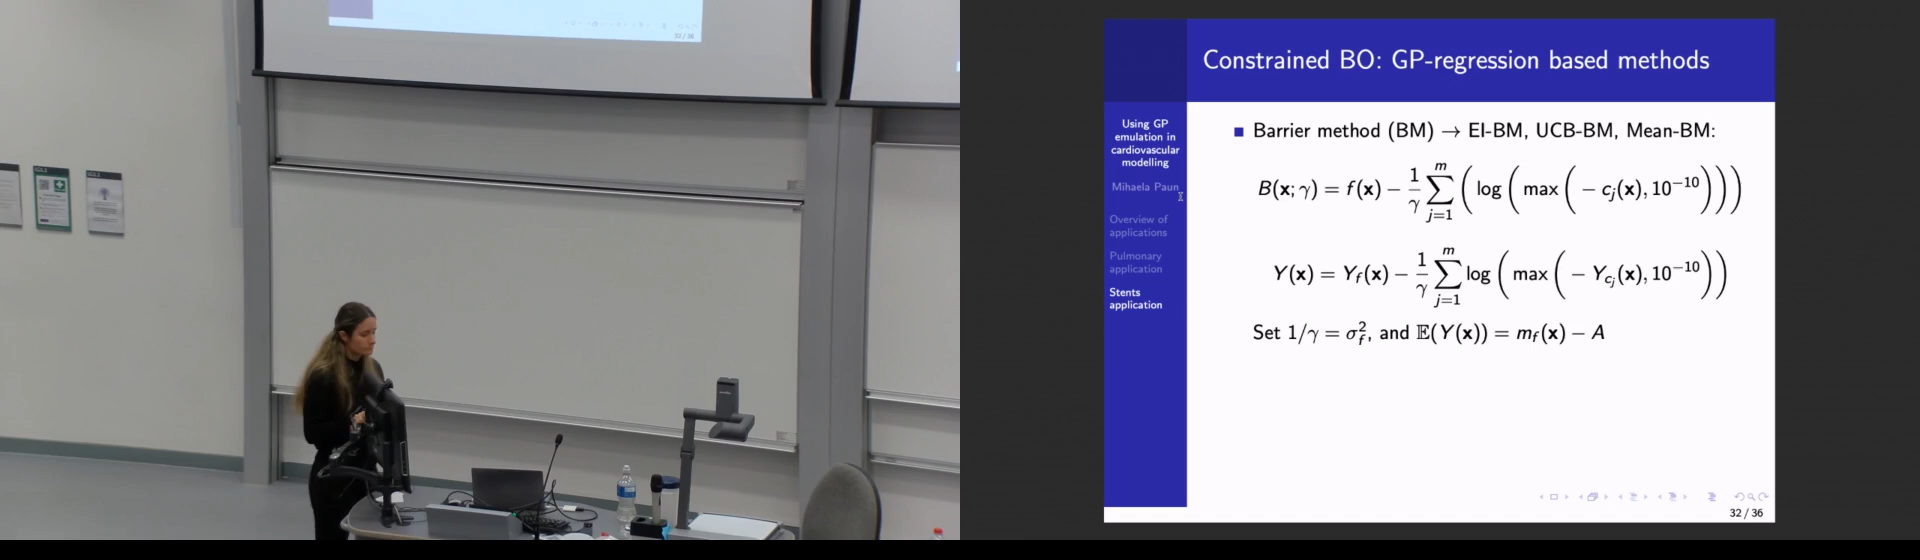 32 / 36
Constrained BO: GP-regression based methods
Using GP
emulation in
cardiovascular
modelling
Mihaela Paun
Overview of
applications
Pulmonary
application
Stents
application
Barrier method (BM) → EI-BM, UCB-BM, Mean-BM:
B(x; γ) = f(x) − 1/γ ∑_{j=1}^{m} (log (max (− c_j(x), 10^{−10})))
Y(x) = Y_f(x) − 1/γ ∑_{j=1}^{m} log (max (− Y_{c_j}(x), 10^{−10}))
Set 1/γ = σ_f^2, and 𝔼(Y(x)) = m_f(x) − A
32 / 36